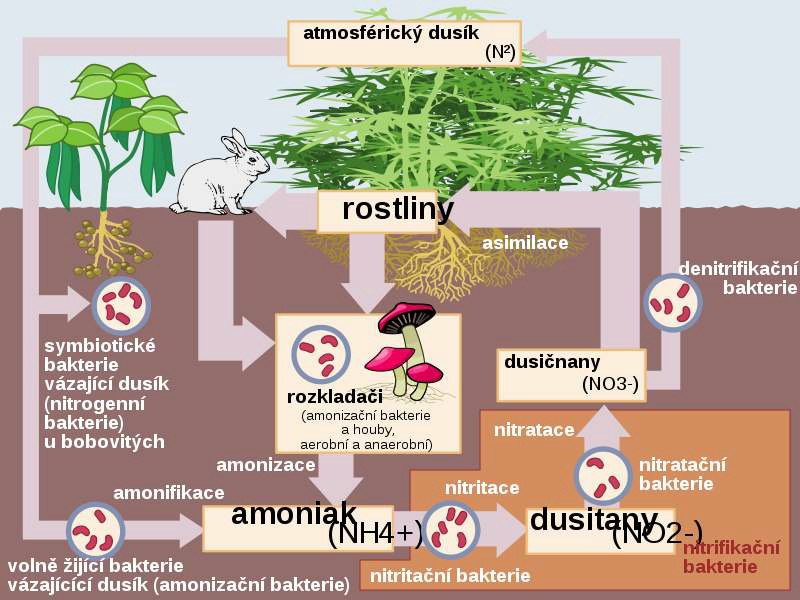 atmosférický dusík
(N²)
rostliny
asimilace
denitrifikační
bakterie
symbiotické
bakterie
vázající dusík
(nitrogenní
bakterie)
u bobovitých
rozkladači
(amonizační bakterie
a houby,
aerobní a anaerobní)
dusičnany
(NO3-)
nitratace
amonizace
nitratační
bakterie
amonifikace
nitritace
amoniak
(NH4+)
dusitany
(NO2-)
nitrifikační
bakterie
volně žijící bakterie
vázajícící dusík (amonizační bakterie)
nitritační bakterie